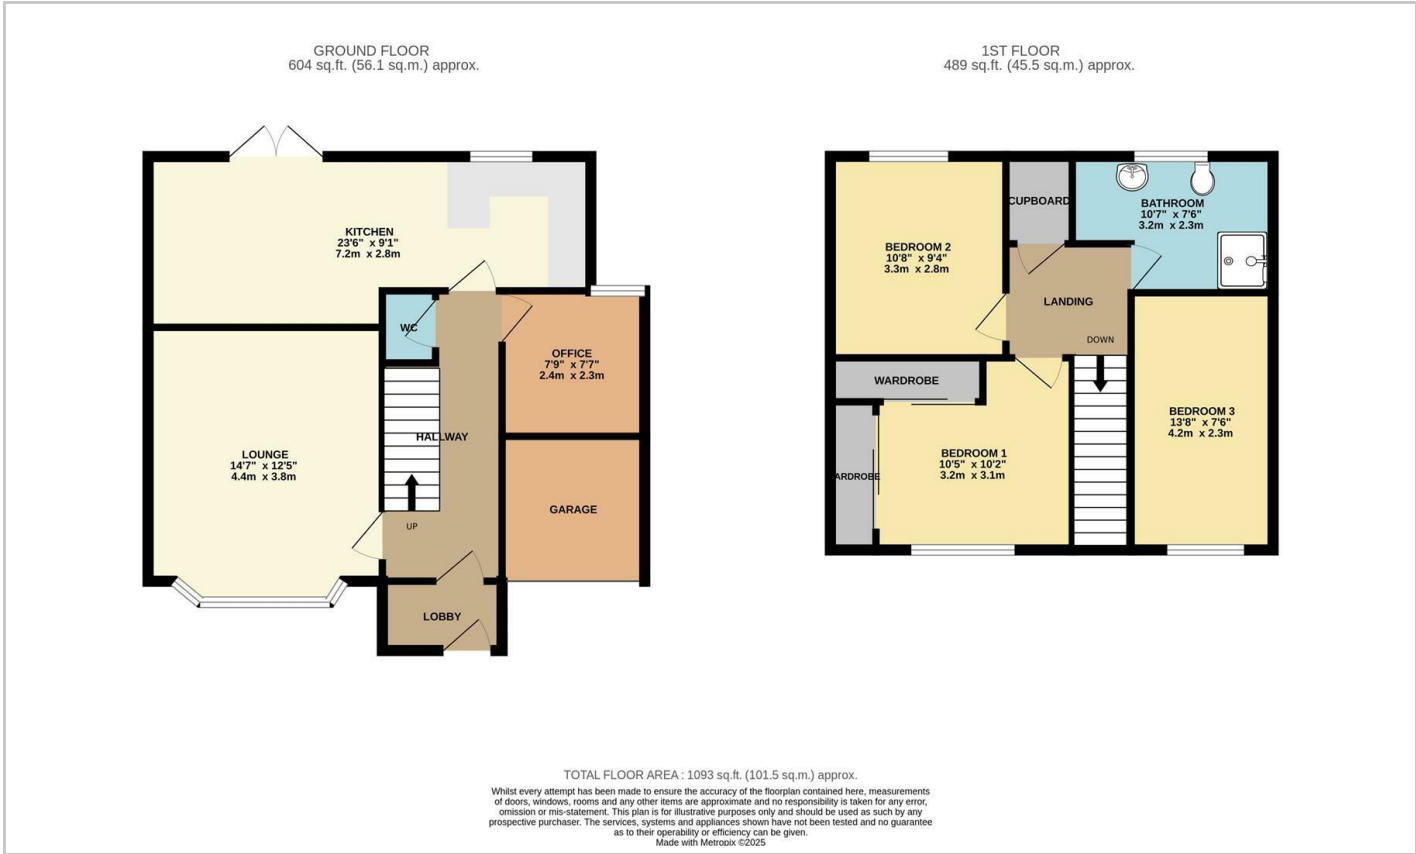 GROUND FLOOR
604 sq.ft. (56.1 sq.m.) approx.
1ST FLOOR
489 sq.ft. (45.5 sq.m.) approx.
KITCHEN
23'6" x 9'1"
7.2m x 2.8m
WC
OFFICE
7'9" x 7'7"
2.4m x 2.3m
HALLWAY
LOUNGE
14'7" x 12'5"
4.4m x 3.8m
UP
GARAGE
LOBBY
CUPBOARD
BATHROOM
10'7" x 7'6"
3.2m x 2.3m
BEDROOM 2
10'8" x 9'4"
3.3m x 2.8m
LANDING
DOWN
WARDROBE
BEDROOM 3
13'8" x 7'6"
4.2m x 2.3m
BEDROOM 1
10'5" x 10'2"
3.2m x 3.1m
ARDROBE
TOTAL FLOOR AREA : 1093 sq.ft. (101.5 sq.m.) approx.
Whilst every attempt has been made to ensure the accuracy of the floorplan contained here, measurements
of doors, windows, rooms and any other items are approximate and no responsibility is taken for any error,
omission or mis-statement. This plan is for illustrative purposes only and should be used as such by any
prospective purchaser. The services, systems and appliances shown have not been tested and no guarantee
as to their operability or efficiency can be given.
Made with Metropix ©2025